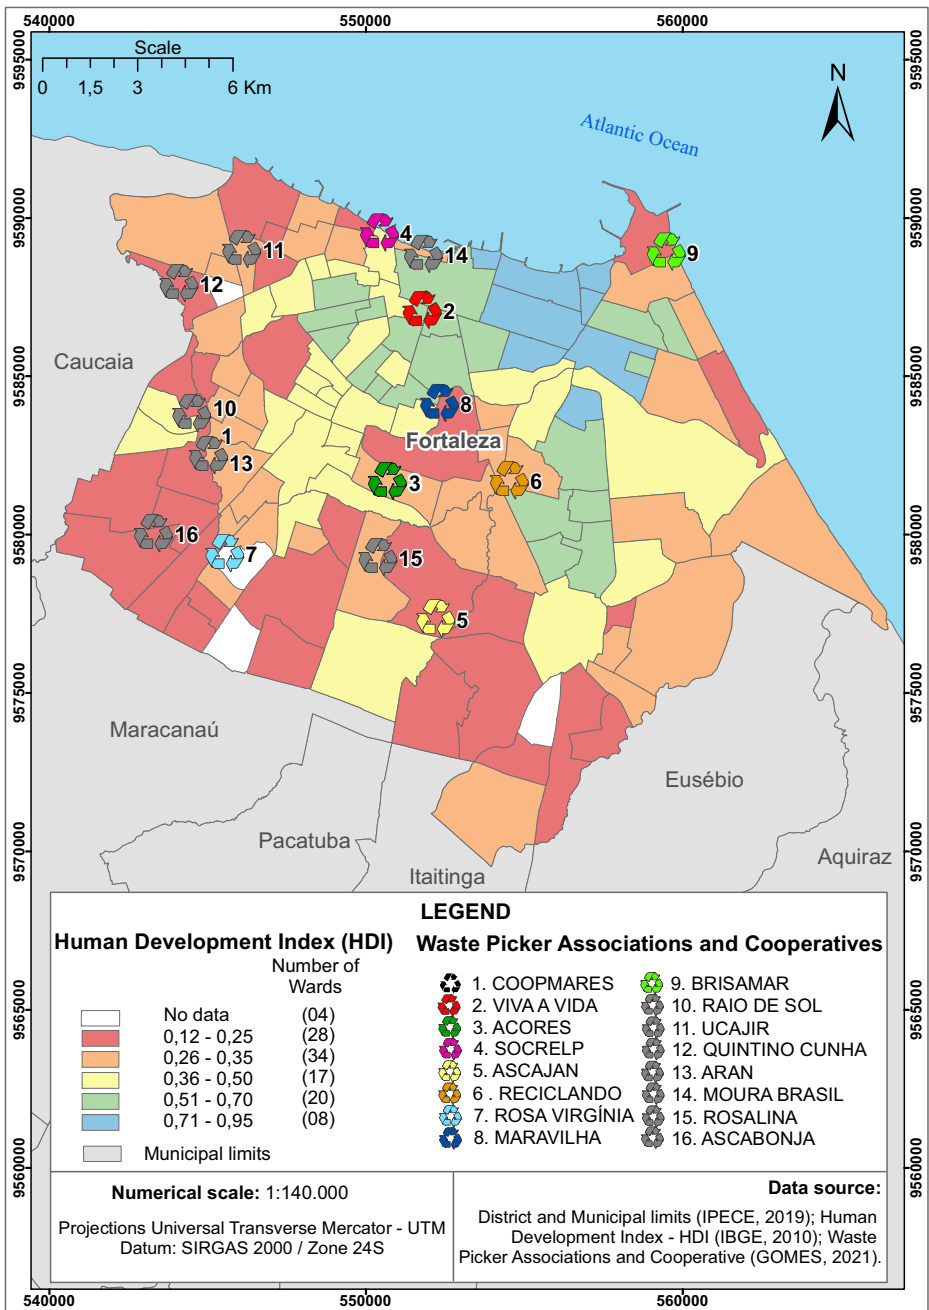 540000
550000
560000
9595000
9595000
Scale
0
1,5
3
6 Km
N
Atlantic Ocean
9590000
9590000
4
11
14
9
12
2
9585000
9585000
Caucaia
8
10
1
Fortaleza
13
3
6
9580000
9580000
16
7
15
5
9575000
9575000
Maracanaú
Eusébio
Pacatuba
9570000
9570000
Aquiraz
Itaitinga
LEGEND
Human Development Index (HDI)
Number of
Wards
No data (04)
0,12 - 0,25 (28)
0,26 - 0,35 (34)
0,36 - 0,50 (17)
0,51 - 0,70 (20)
0,71 - 0,95 (08)
Municipal limits
Waste Picker Associations and Cooperatives
1. COOPMARES
2. VIVA A VIDA
3. ACORES
4. SOCRELP
5. ASCAJAN
6 . RECICLANDO
7. ROSA VIRGÍNIA
8. MARAVILHA
9. BRISAMAR
10. RAIO DE SOL
11. UCAJIR
12. QUINTINO CUNHA
13. ARAN
14. MOURA BRASIL
15. ROSALINA
16. ASCABONJA
9565000
9565000
9560000
9560000
Numerical scale: 1:140.000
Projections Universal Transverse Mercator - UTM
Datum: SIRGAS 2000 / Zone 24S
Data source:
District and Municipal limits (IPECE, 2019); Human
Development Index - HDI (IBGE, 2010); Waste
Picker Associations and Cooperative (GOMES, 2021).
540000
550000
560000